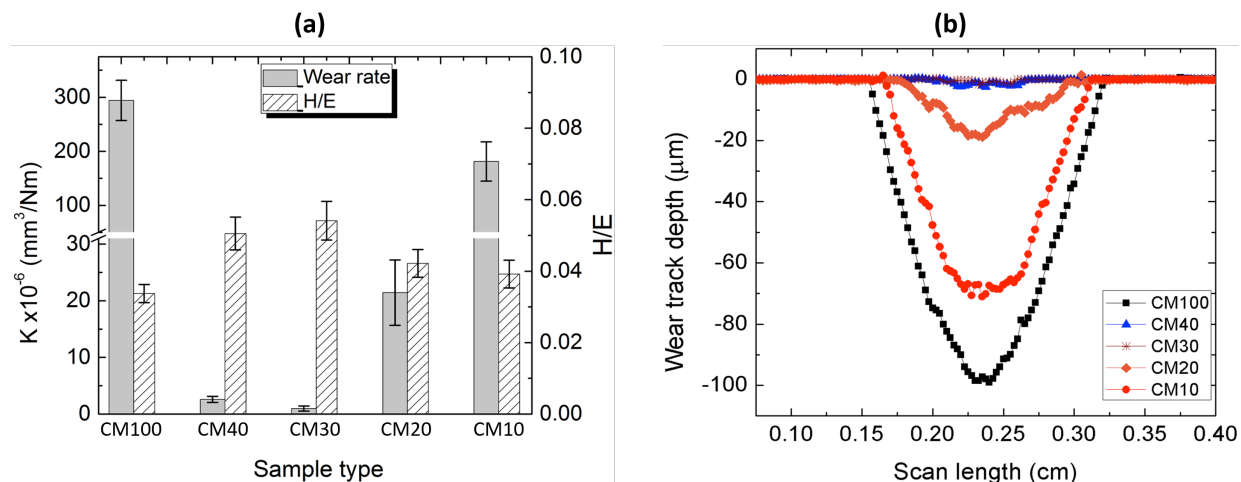 (a)
Wear rate
H/E
K x10⁻⁶ (mm³/Nm)
300
200
100
30
20
10
0
0.10
0.08
0.06
0.04
0.02
0.00
H/E
CM100 CM40 CM30 CM20 CM10
Sample type
(b)
Wear track depth (µm)
0
-20
-40
-60
-80
-100
CM100
CM40
CM30
CM20
CM10
0.10 0.15 0.20 0.25 0.30 0.35 0.40
Scan length (cm)